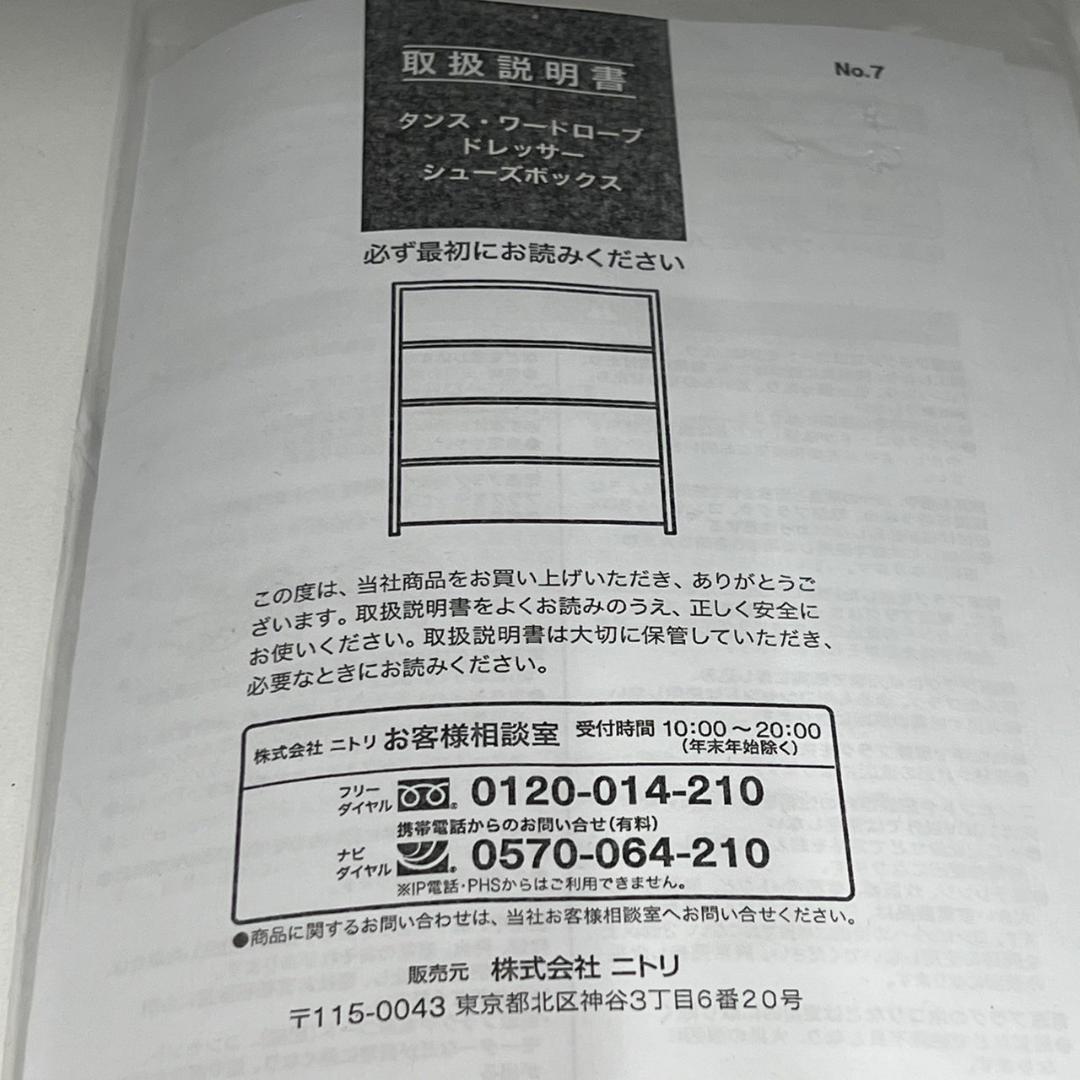 No.7
取扱説明書
タンス・ワードローブ
ドレッサー
シューズボックス
必ず最初にお読みください
この度は、当社商品をお買い上げいただき、ありがとうご
ざいます。取扱説明書をよくお読みのうえ、正しく安全に
お使いください。取扱説明書は大切に保管していただき、
必要なときにお読みください。
株式会社 ニトリ お客様相談室 受付時間 10:00～20:00
(年末年始除く)
フリー
ダイヤル 0120-014-210
携帯電話からのお問い合せ(有料)
ナビ
ダイヤル 0570-064-210
※IP電話・PHSからはご利用できません。
●商品に関するお問い合わせは、当社お客様相談室へお問い合せください。
販売元 株式会社 ニトリ
〒115-0043 東京都北区神谷3丁目6番20号